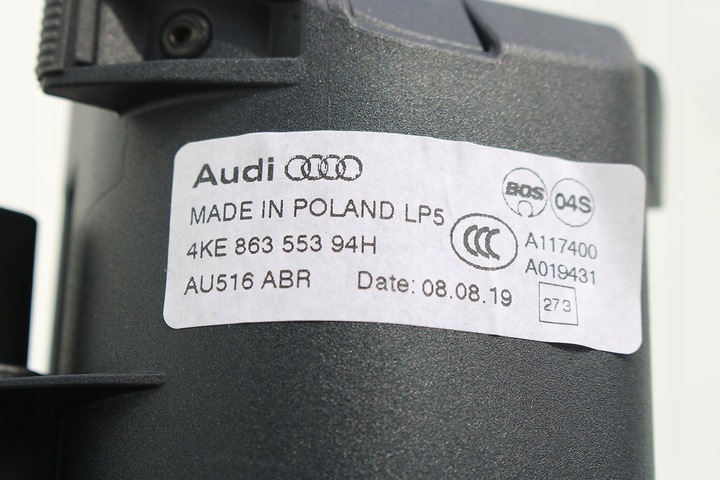 Audi
MADE IN POLAND LP5
4KE 863 553 94H
AU516 ABR Date: 08.08.19
BOS 04S
CCC
A117400
A019431
273